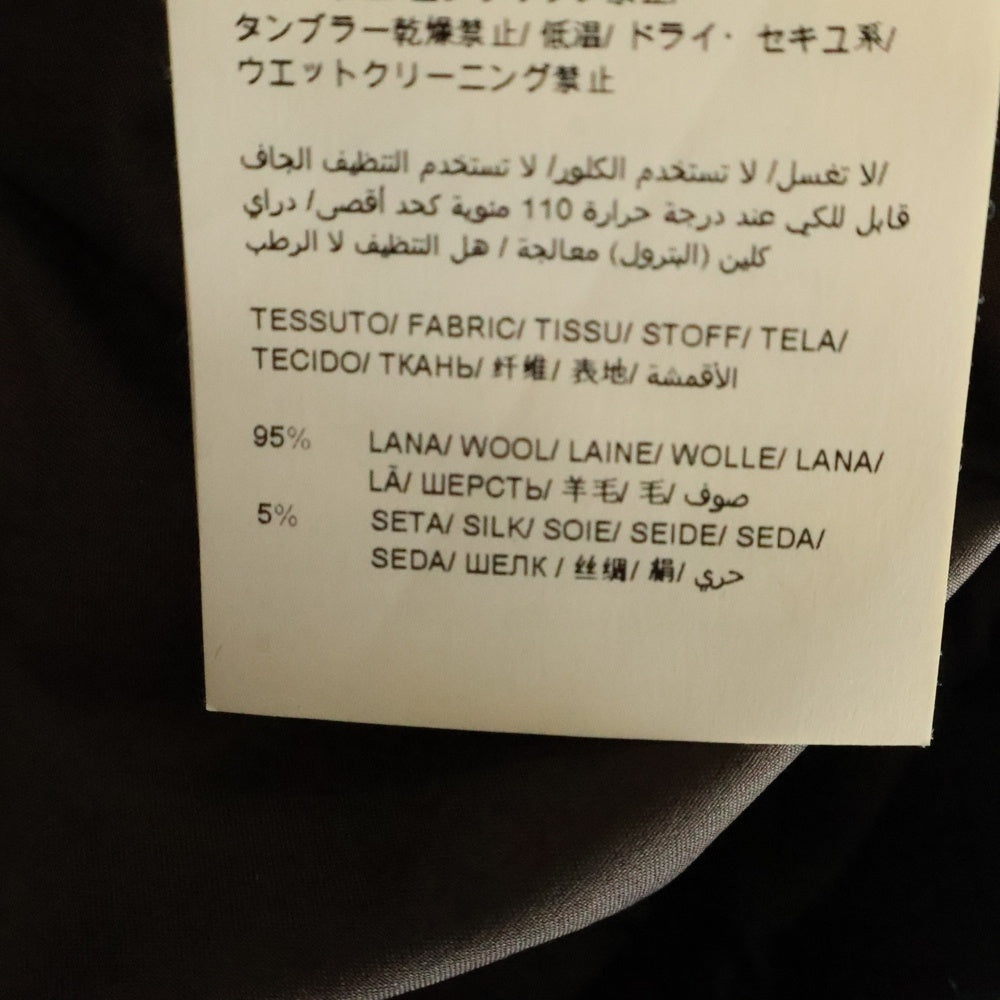 タンブラー乾燥禁止/ 低温/ ドライ・ セキユ系/
ウエットクリーニング禁止
/لا تغسل/ لا تستخدم الكلور/ لا تستخدم التنظيف الجاف
قابل للكي عند درجة حرارة 110 مئوية كحد أقصى/ دراي
كلين (البترول) معالجة / هل التنظيف لا الرطب
TESSUTO/ FABRIC/ TISSU/ STOFF/ TELA/
TECIDO/ ТКАНЬ/ 纤维/ 表地/ الأقمشة
95% LANA/ WOOL/ LAINE/ WOLLE/ LANA/
LÃ/ ШЕРСТЬ/ 羊毛/ 毛/ صوف
5% SETA/ SILK/ SOIE/ SEIDE/ SEDA/
SEDA/ ШЕЛК / 丝绸/ 絹/ حري